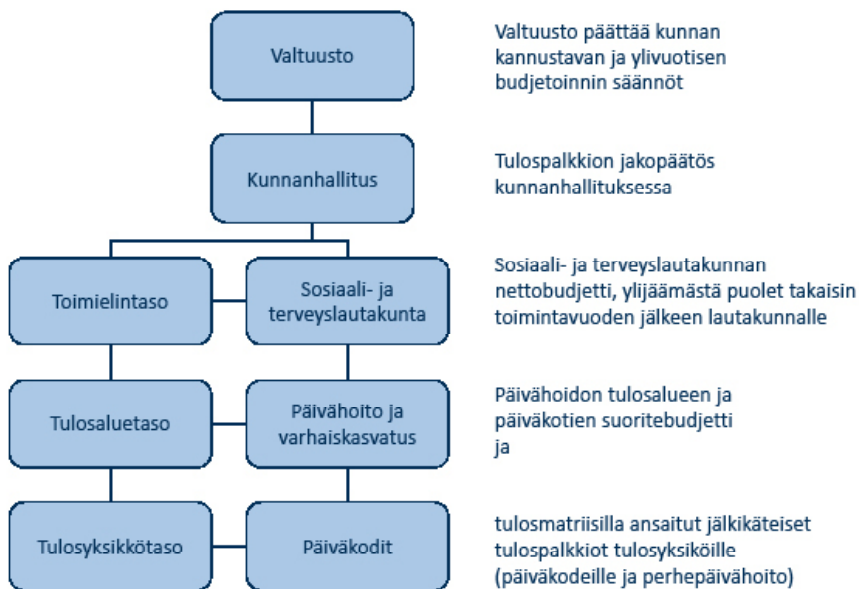 Valtuusto
Valtuusto päättää kunnan
kannustavan ja ylivuotisen
budjetoinnin säännöt
Kunnanhallitus
Tulospalkkion jakopäätös
kunnanhallituksessa
Toimielintaso
Sosiaali- ja
terveyslautakunta
Sosiaali- ja terveyslautakunnan
nettobudjetti, ylijäämästä puolet takaisin
toimintavuoden jälkeen lautakunnalle
Tulosaluetaso
Päivähoito ja
varhaiskasvatus
Päivähoidon tulosalueen ja
päiväkotien suoritebudjetti
ja
Tulosyksikkötaso
Päiväkodit
tulosmatriisilla ansaitut jälkikäteiset
tulospalkkiot tulosyksiköille
(päiväkodeille ja perhepäivähoito)